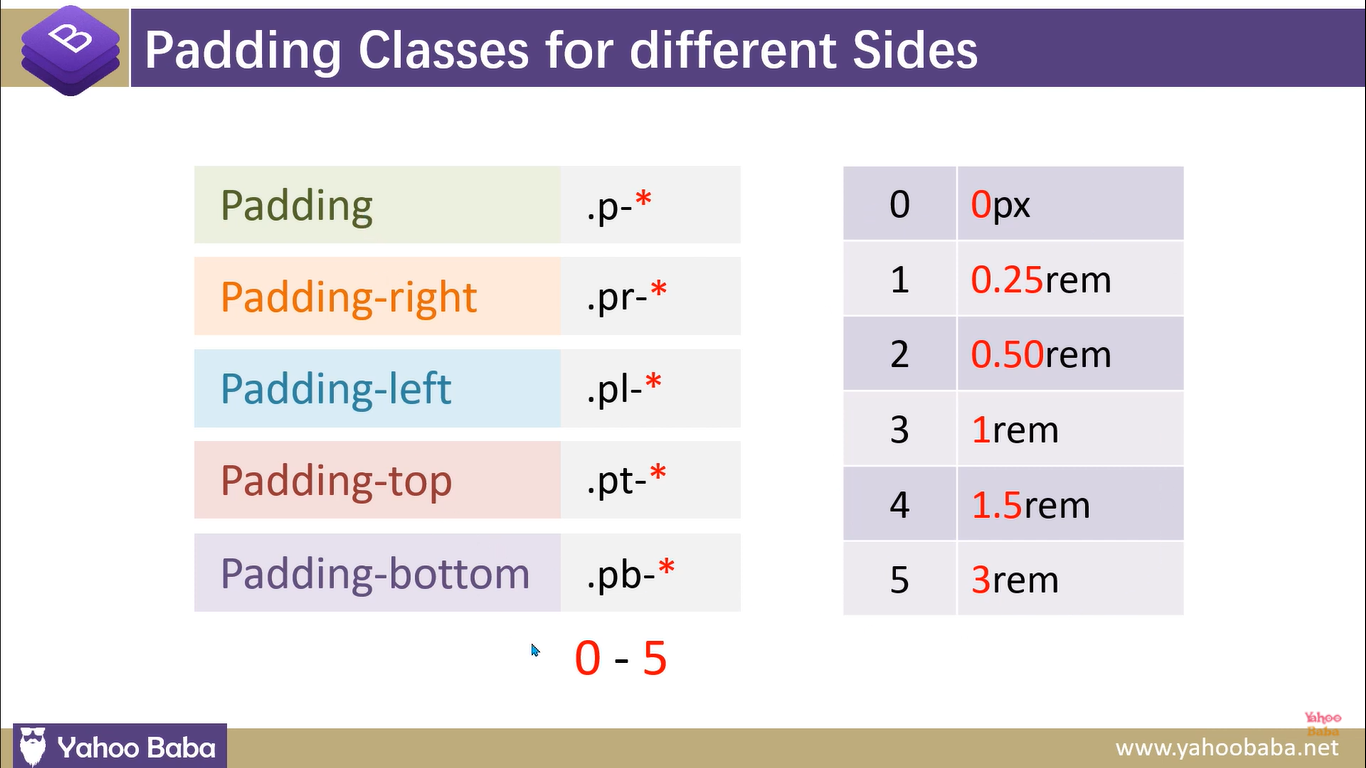 B
Padding Classes for different Sides
Padding .p-*
Padding-right .pr-*
Padding-left .pl-*
Padding-top .pt-*
Padding-bottom .pb-*
0 - 5
0 0px
1 0.25rem
2 0.50rem
3 1rem
4 1.5rem
5 3rem
Yahoo
Baba
Yahoo Baba
www.yahoobaba.net